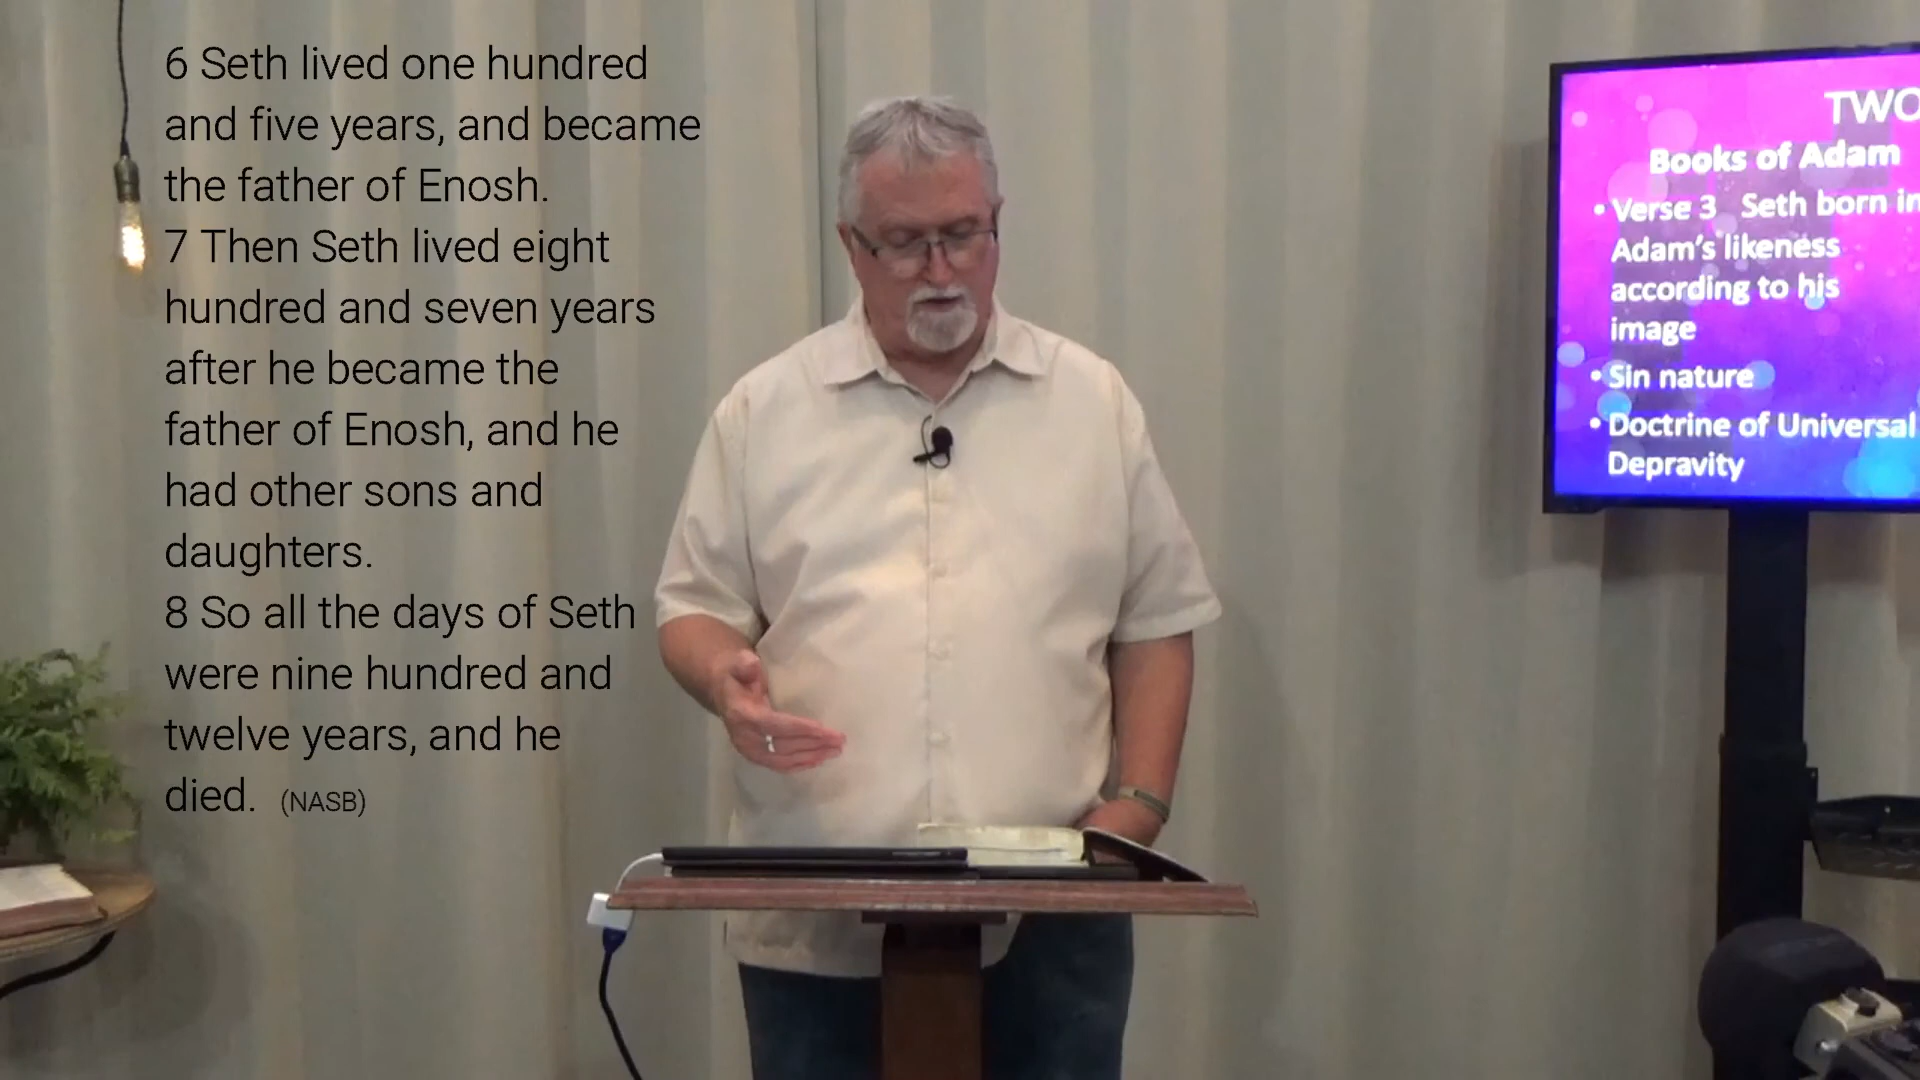 6 Seth lived one hundred
and five years, and became
the father of Enosh.
7 Then Seth lived eight
hundred and seven years
after he became the
father of Enosh, and he
had other sons and
daughters.
8 So all the days of Seth
were nine hundred and
twelve years, and he
died. (NASB)
TWO
Books of Adam
• Verse 3 Seth born in
Adam's likeness
according to his
image
• Sin nature
• Doctrine of Universal
Depravity